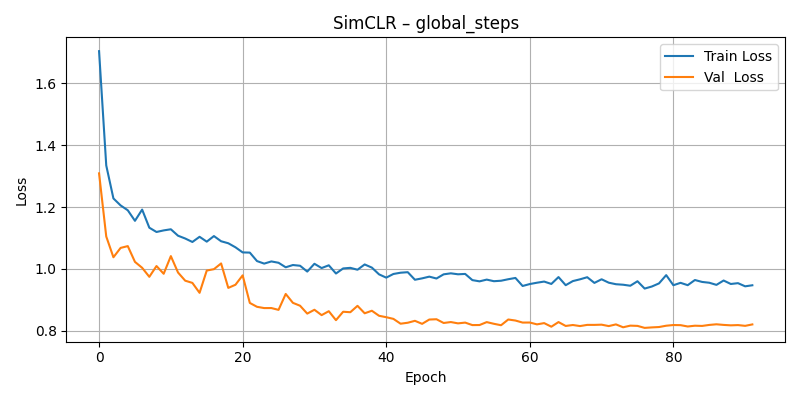 SimCLR – global_steps
Train Loss
Val  Loss
Loss
1.6
1.4
1.2
1.0
0.8
0 20 40 60 80
Epoch